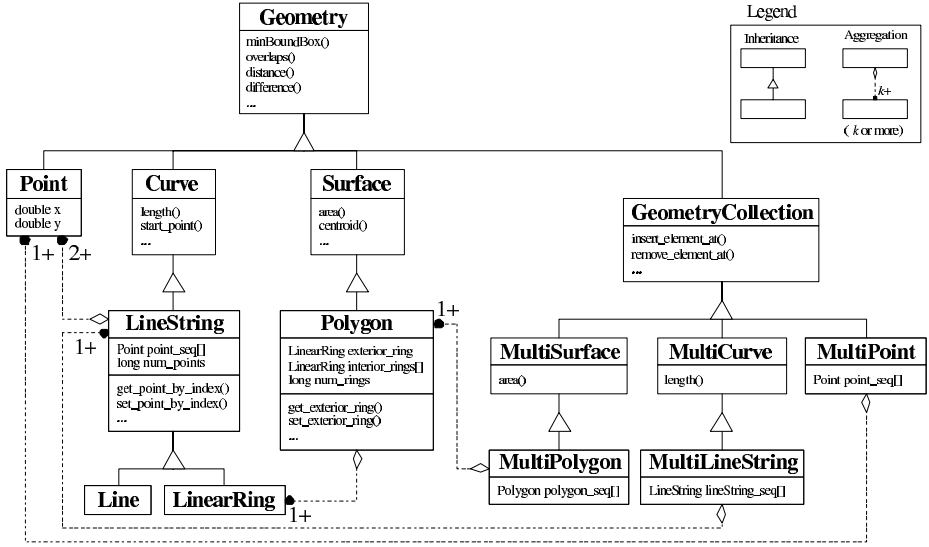 Geometry
minBoundBox()
overlaps()
distance()
difference()
...
Legend
Inheritance
Aggregation
k+
( k or more)
Point
double x
double y
Curve
length()
start_point()
...
Surface
area()
centroid()
...
GeometryCollection
insert_element_at()
remove_element_at()
...
1+
2+
LineString
Point point_seq[]
long num_points
get_point_by_index()
set_point_by_index()
...
1+
Polygon
LinearRing exterior_ring
LinearRing interior_rings[]
long num_rings
get_exterior_ring()
set_exterior_ring()
...
1+
MultiSurface
area()
MultiCurve
length()
MultiPoint
Point point_seq[]
MultiPolygon
Polygon polygon_seq[]
MultiLineString
LineString lineString_seq[]
Line
LinearRing
1+